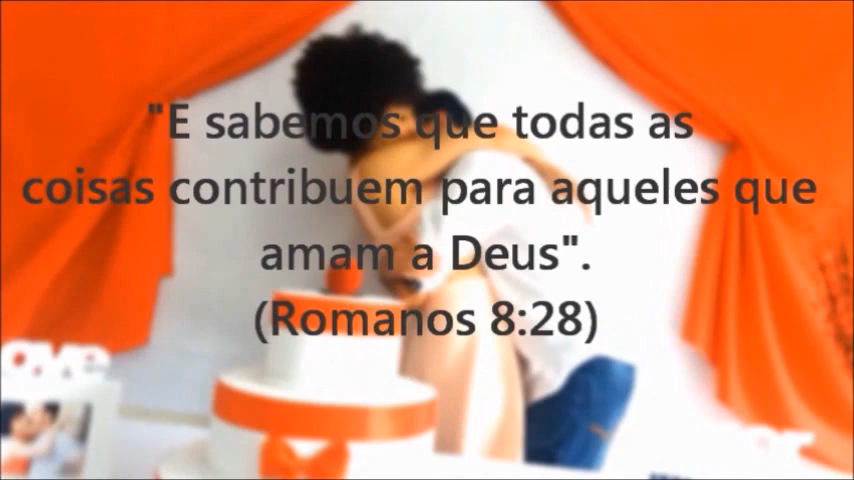 "E sabemos que todas as
coisas contribuem para aqueles que
amam a Deus".
(Romanos 8:28)